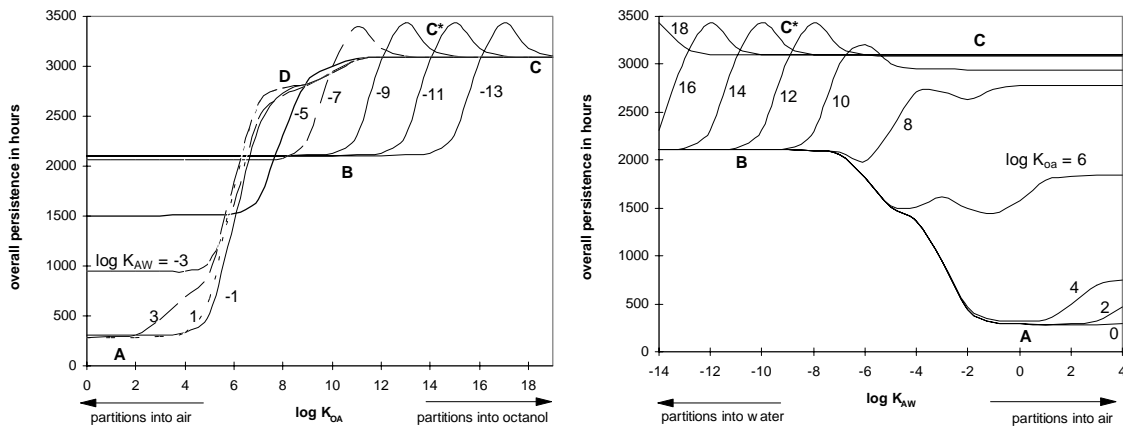 3500
3000
2500
2000
1500
1000
500
0
overall persistence in hours
C*
C
D
-5
-7
-9
-11
-13
B
log KAW = -3
3
1
-1
A
0 2 4 6 8 10 12 14 16 18
log KOA
partitions into air
partitions into octanol
3500
3000
2500
2000
1500
1000
500
0
overall persistence in hours
18
C*
C
16
14
12
10
8
B
log Koa = 6
4
2
0
A
-14 -12 -10 -8 -6 -4 -2 0 2 4
log KAW
partitions into water
partitions into air